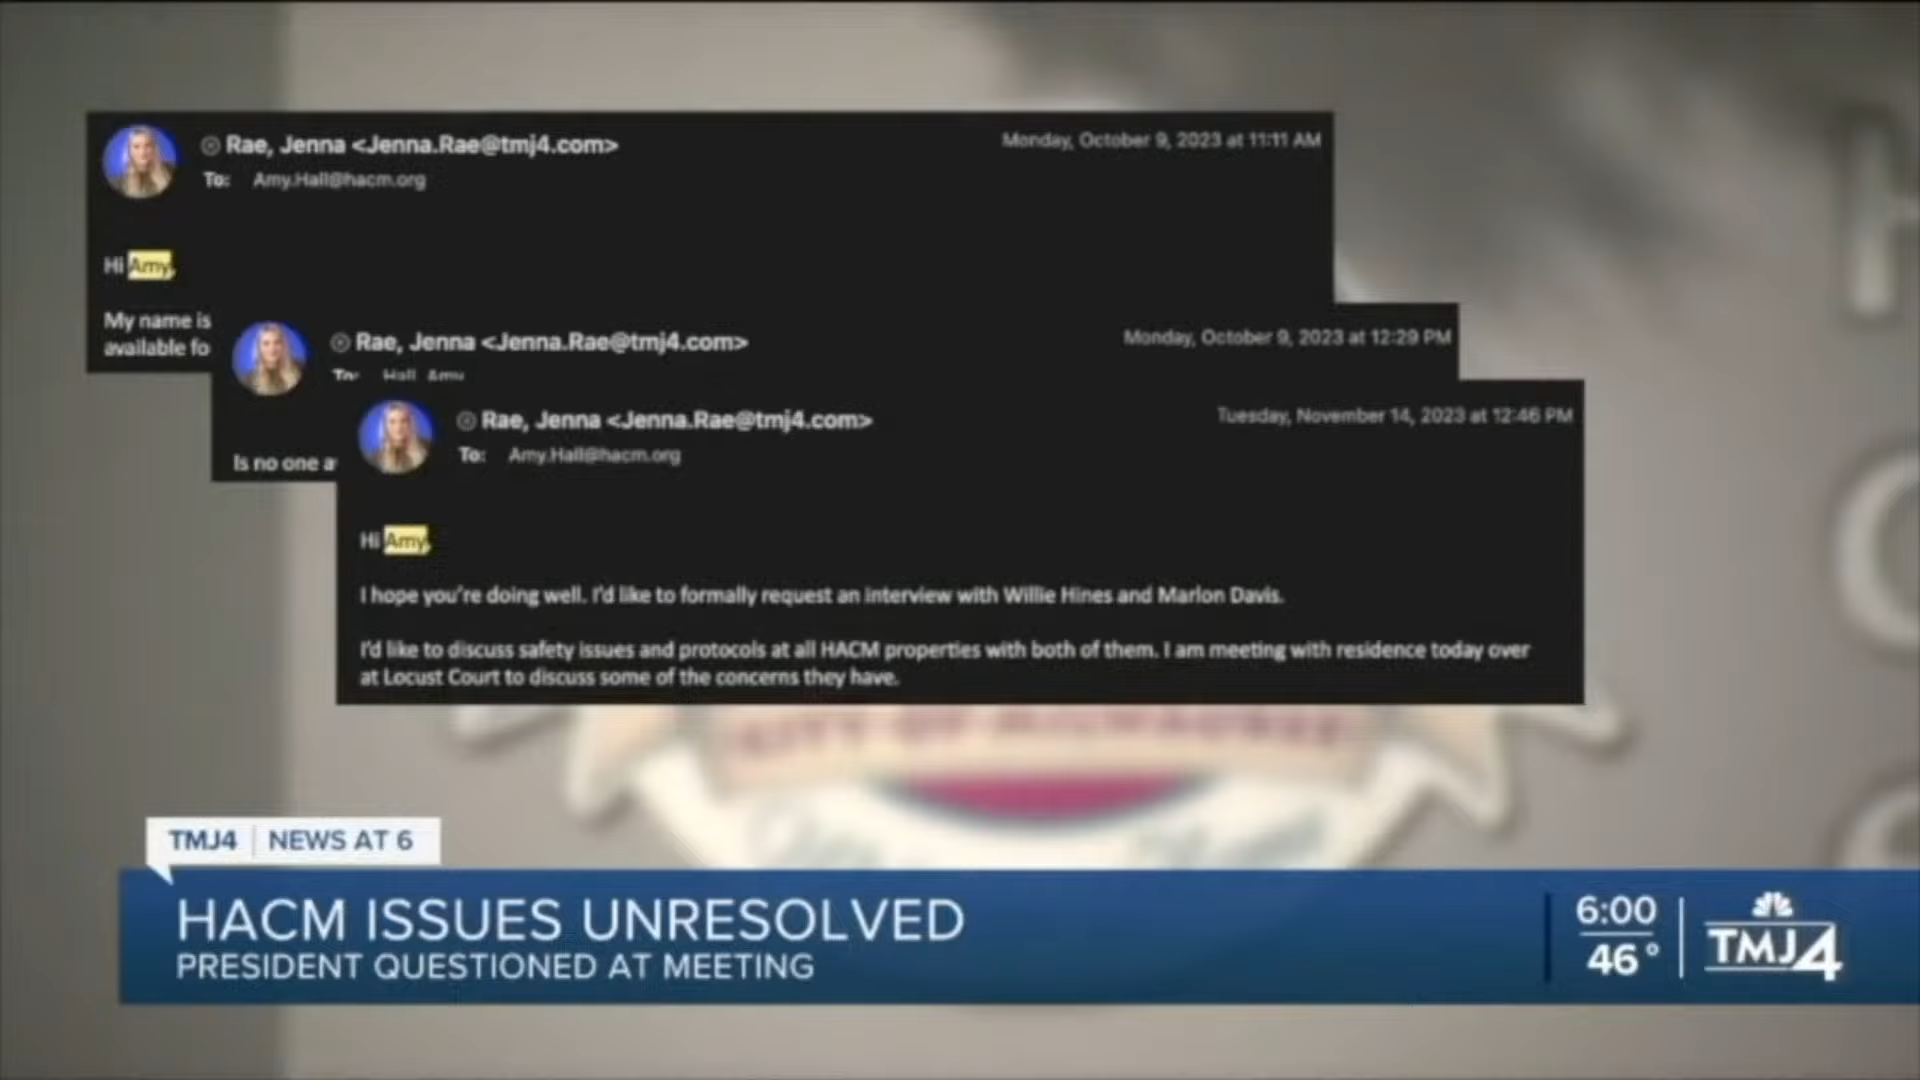 Rae, Jenna <Jenna.Rae@tmj4.com>
Monday, October 9, 2023 at 11:11 AM
To: Amy.Hall@hacm.org
Hi Amy,
My name is
available fo
Rae, Jenna <Jenna.Rae@tmj4.com>
Monday, October 9, 2023 at 12:29 PM
To: Hall, Amy
Is no one a
Rae, Jenna <Jenna.Rae@tmj4.com>
Tuesday, November 14, 2023 at 12:46 PM
To: Amy.Hall@hacm.org
Hi Amy,
I hope you're doing well. I'd like to formally request an interview with Willie Hines and Marlon Davis.
I'd like to discuss safety issues and protocols at all HACM properties with both of them. I am meeting with residence today over
at Locust Court to discuss some of the concerns they have.
CITY OF MILWAUKEE
TMJ4 NEWS AT 6
HACM ISSUES UNRESOLVED
PRESIDENT QUESTIONED AT MEETING
6:00
46°
TMJ4